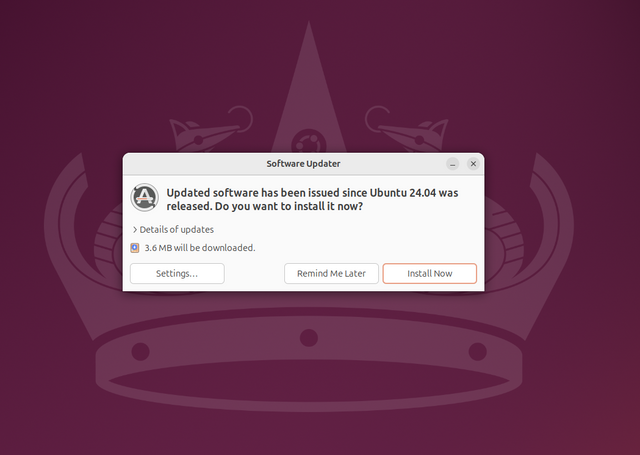 Software Updater
Updated software has been issued since Ubuntu 24.04 was
released. Do you want to install it now?
Details of updates
3.6 MB will be downloaded.
Settings…
Remind Me Later
Install Now